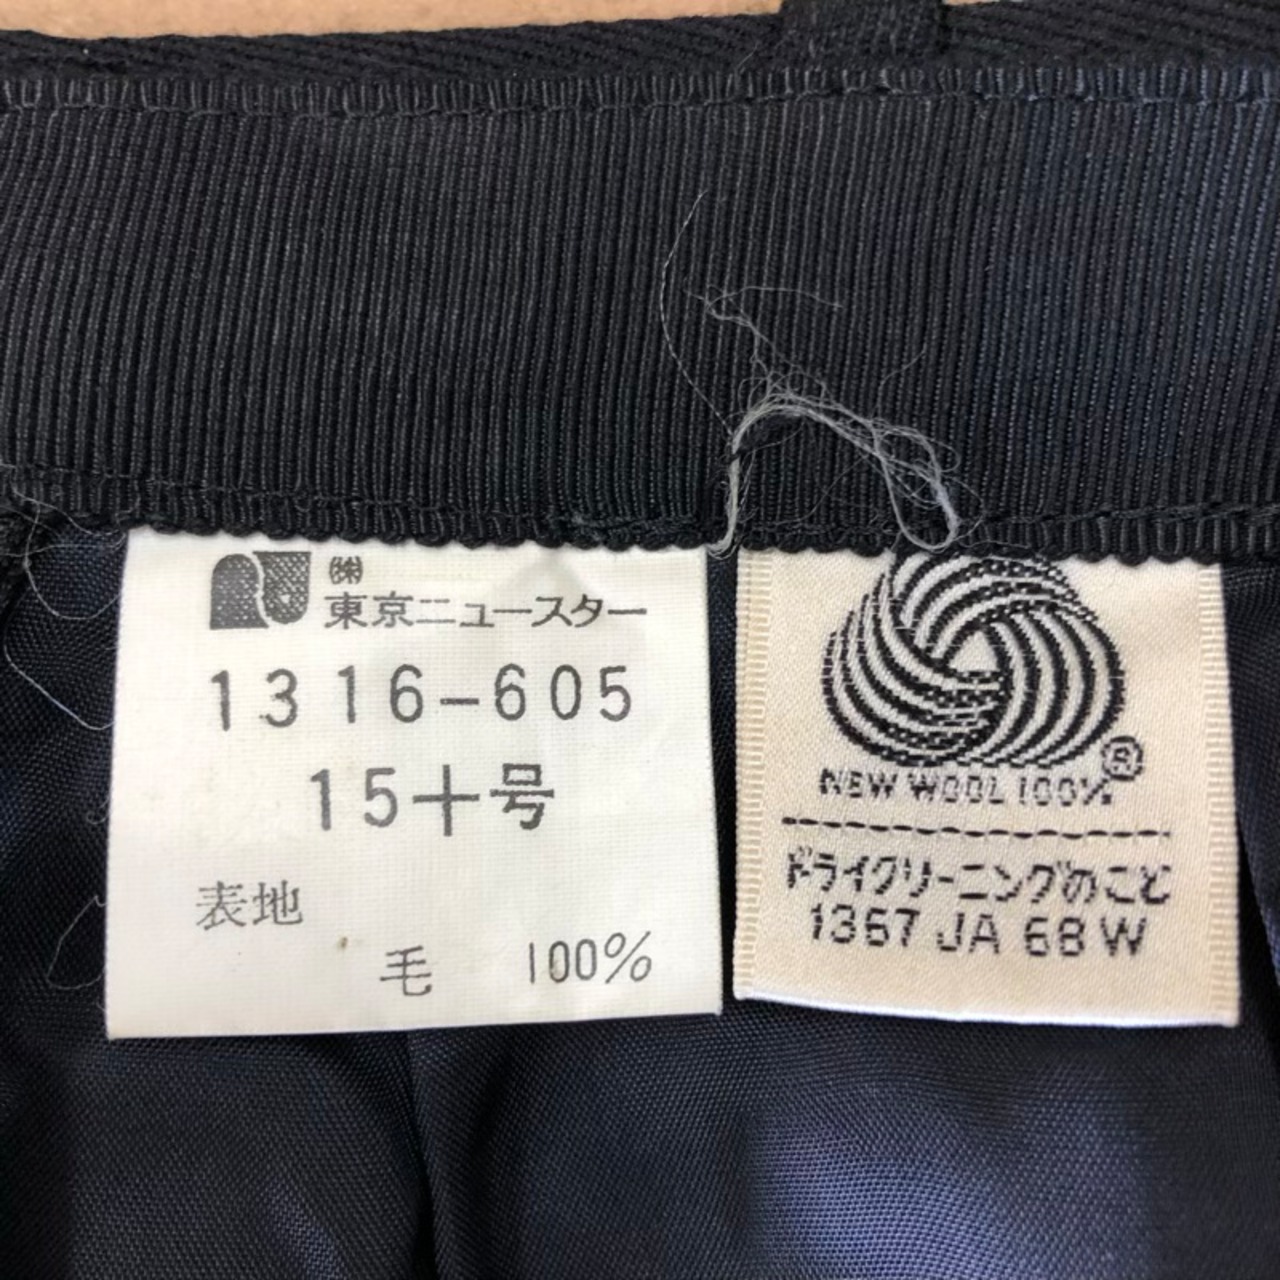 ㈱
東京ニュースター
1316-605
15十号
表地
毛 100%
NEW WOOL 100% ®
ドライクリーニングのこと
1367 JA 68 W